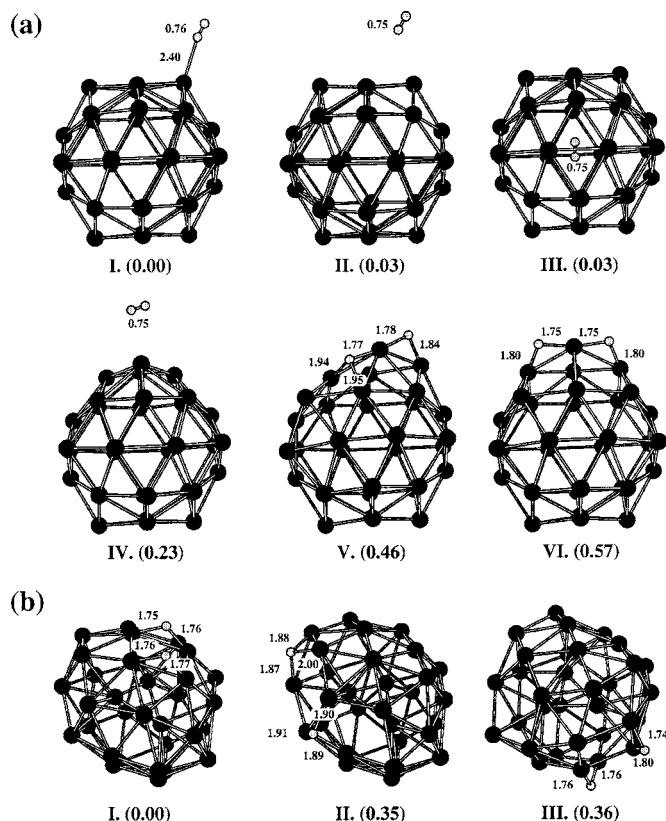 (a)
0.76
2.40
0.75
0.75
I. (0.00)
II. (0.03)
III. (0.03)
0.75
1.94
1.77
1.95
1.78
1.84
1.80
1.75
1.75
1.80
IV. (0.23)
V. (0.46)
VI. (0.57)
(b)
1.75
1.76
1.76
1.77
1.88
2.00
1.87
1.90
1.91
1.89
1.74
1.80
1.76
1.76
I. (0.00)
II. (0.35)
III. (0.36)